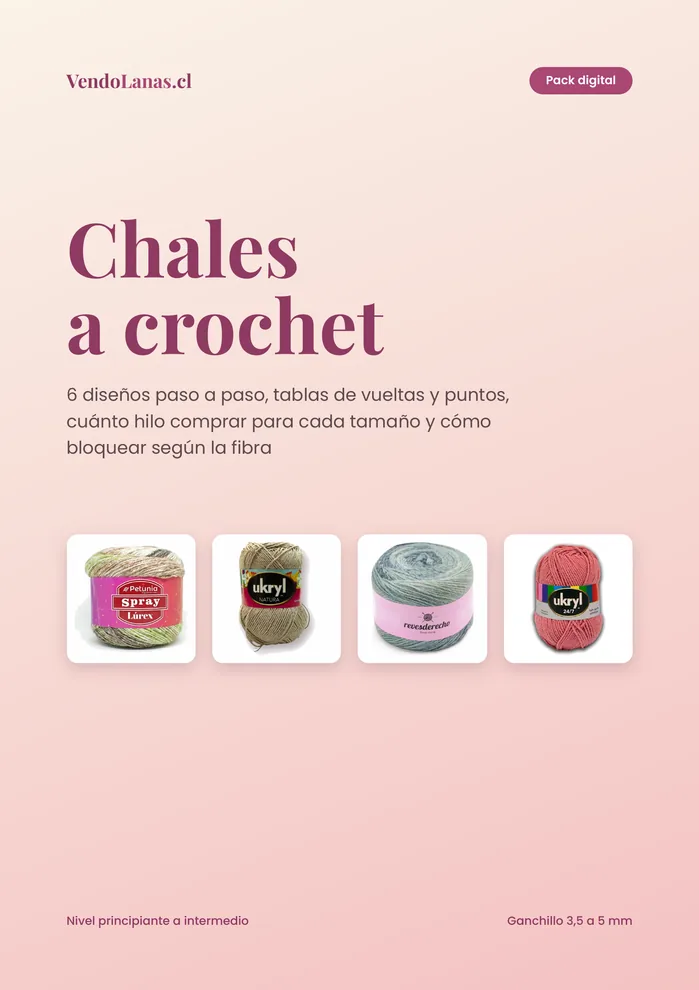 VendoLanas.cl
Pack digital
Chales
a crochet
6 diseños paso a paso, tablas de vueltas y puntos,
cuánto hilo comprar para cada tamaño y cómo
bloquear según la fibra
Petunia
Spray
Lúrex
ukryl
NATURA
revesderecho
ukryl
24/7
Nivel principiante a intermedio
Ganchillo 3,5 a 5 mm